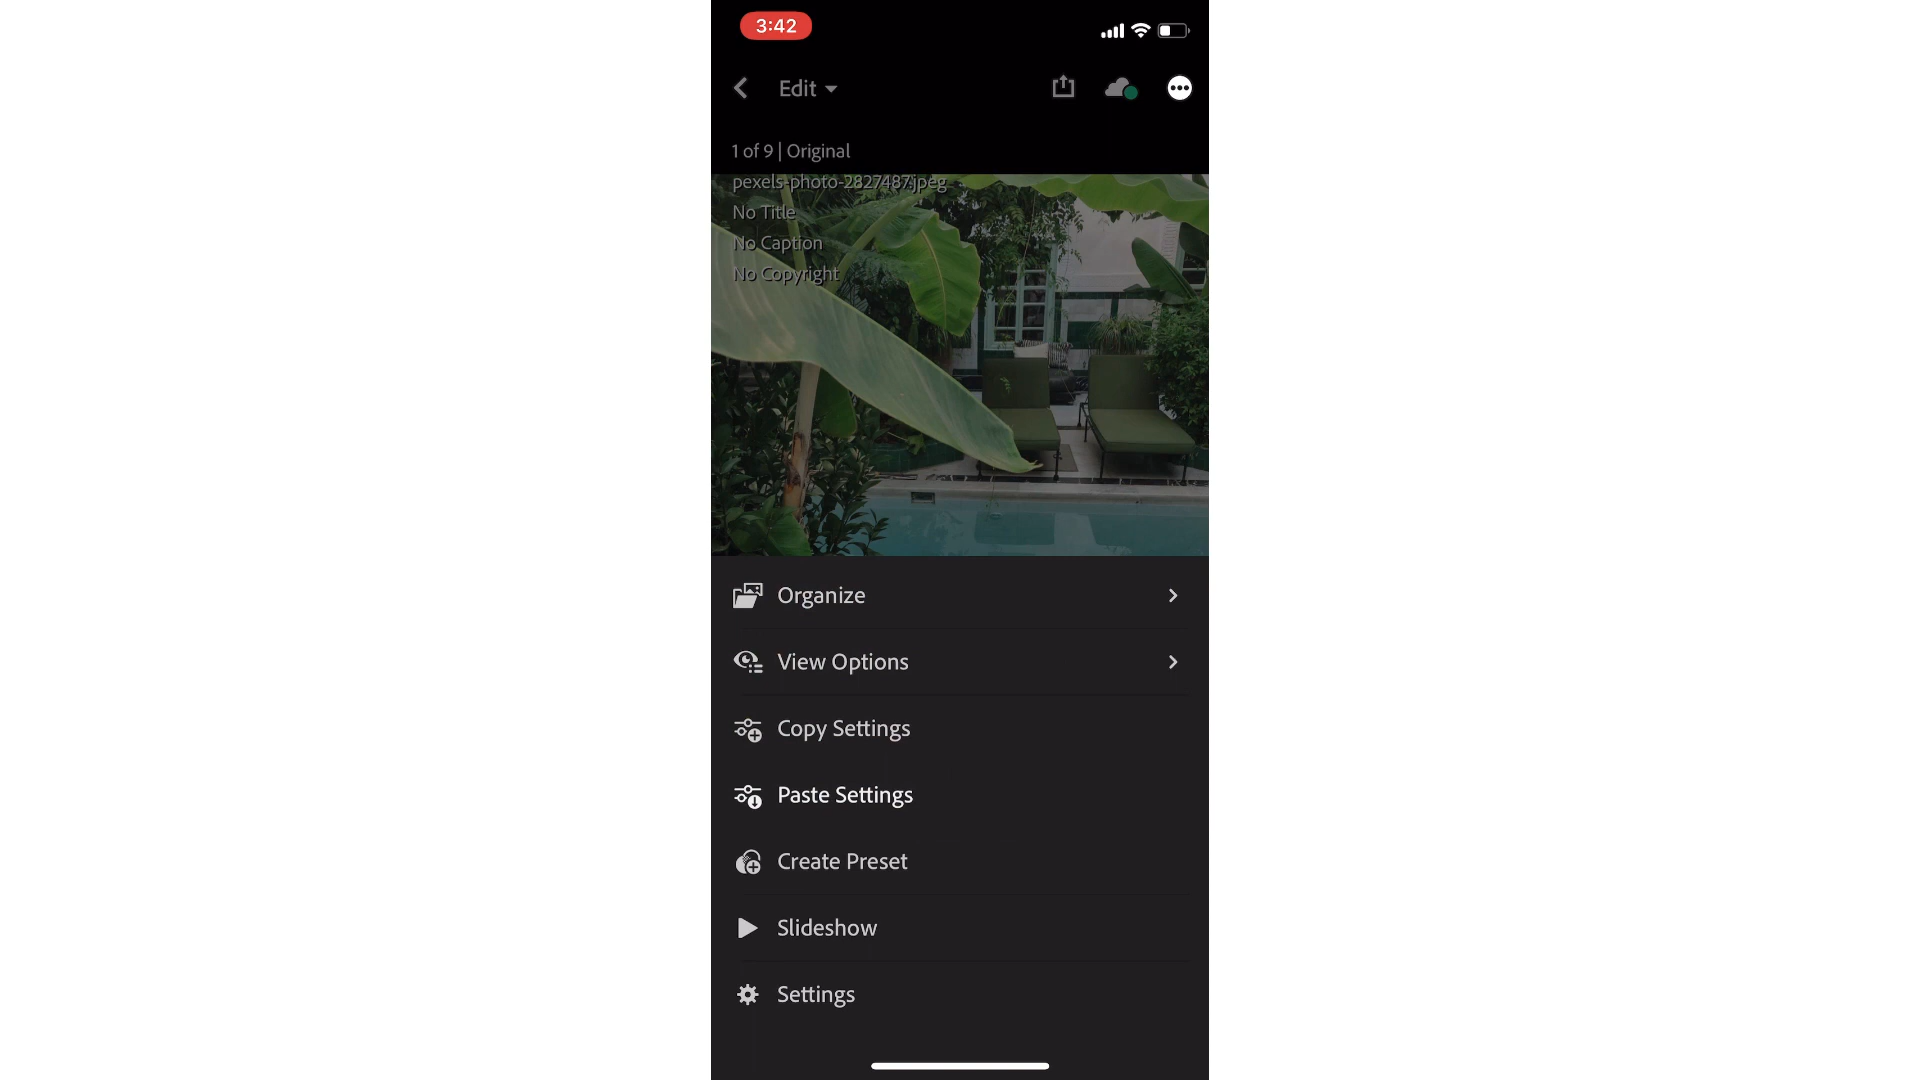 3:42
Edit
1 of 9 | Original
pexels-photo-2827487.jpeg
No Title
No Caption
No Copyright
Organize
View Options
Copy Settings
Paste Settings
Create Preset
Slideshow
Settings